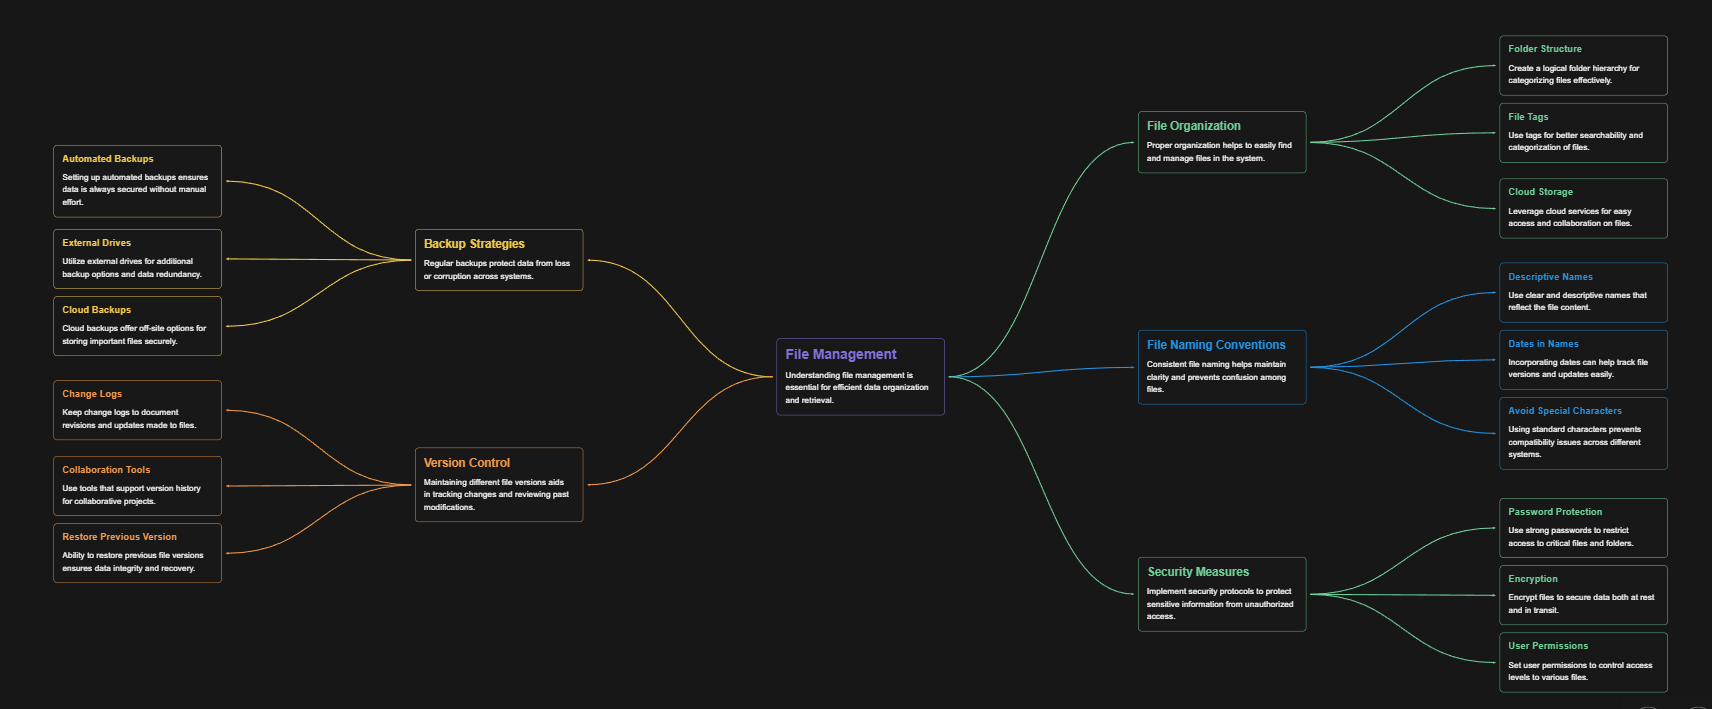 Automated Backups
Setting up automated backups ensures
data is always secured without manual
effort.
External Drives
Utilize external drives for additional
backup options and data redundancy.
Cloud Backups
Cloud backups offer off-site options for
storing important files securely.
Change Logs
Keep change logs to document
revisions and updates made to files.
Collaboration Tools
Use tools that support version history
for collaborative projects.
Restore Previous Version
Ability to restore previous file versions
ensures data integrity and recovery.
Backup Strategies
Regular backups protect data from loss
or corruption across systems.
Version Control
Maintaining different file versions aids
in tracking changes and reviewing past
modifications.
File Management
Understanding file management is
essential for efficient data organization
and retrieval.
File Organization
Proper organization helps to easily find
and manage files in the system.
File Naming Conventions
Consistent file naming helps maintain
clarity and prevents confusion among
files.
Security Measures
Implement security protocols to protect
sensitive information from unauthorized
access.
Folder Structure
Create a logical folder hierarchy for
categorizing files effectively.
File Tags
Use tags for better searchability and
categorization of files.
Cloud Storage
Leverage cloud services for easy
access and collaboration on files.
Descriptive Names
Use clear and descriptive names that
reflect the file content.
Dates in Names
Incorporating dates can help track file
versions and updates easily.
Avoid Special Characters
Using standard characters prevents
compatibility issues across different
systems.
Password Protection
Use strong passwords to restrict
access to critical files and folders.
Encryption
Encrypt files to secure data both at rest
and in transit.
User Permissions
Set user permissions to control access
levels to various files.